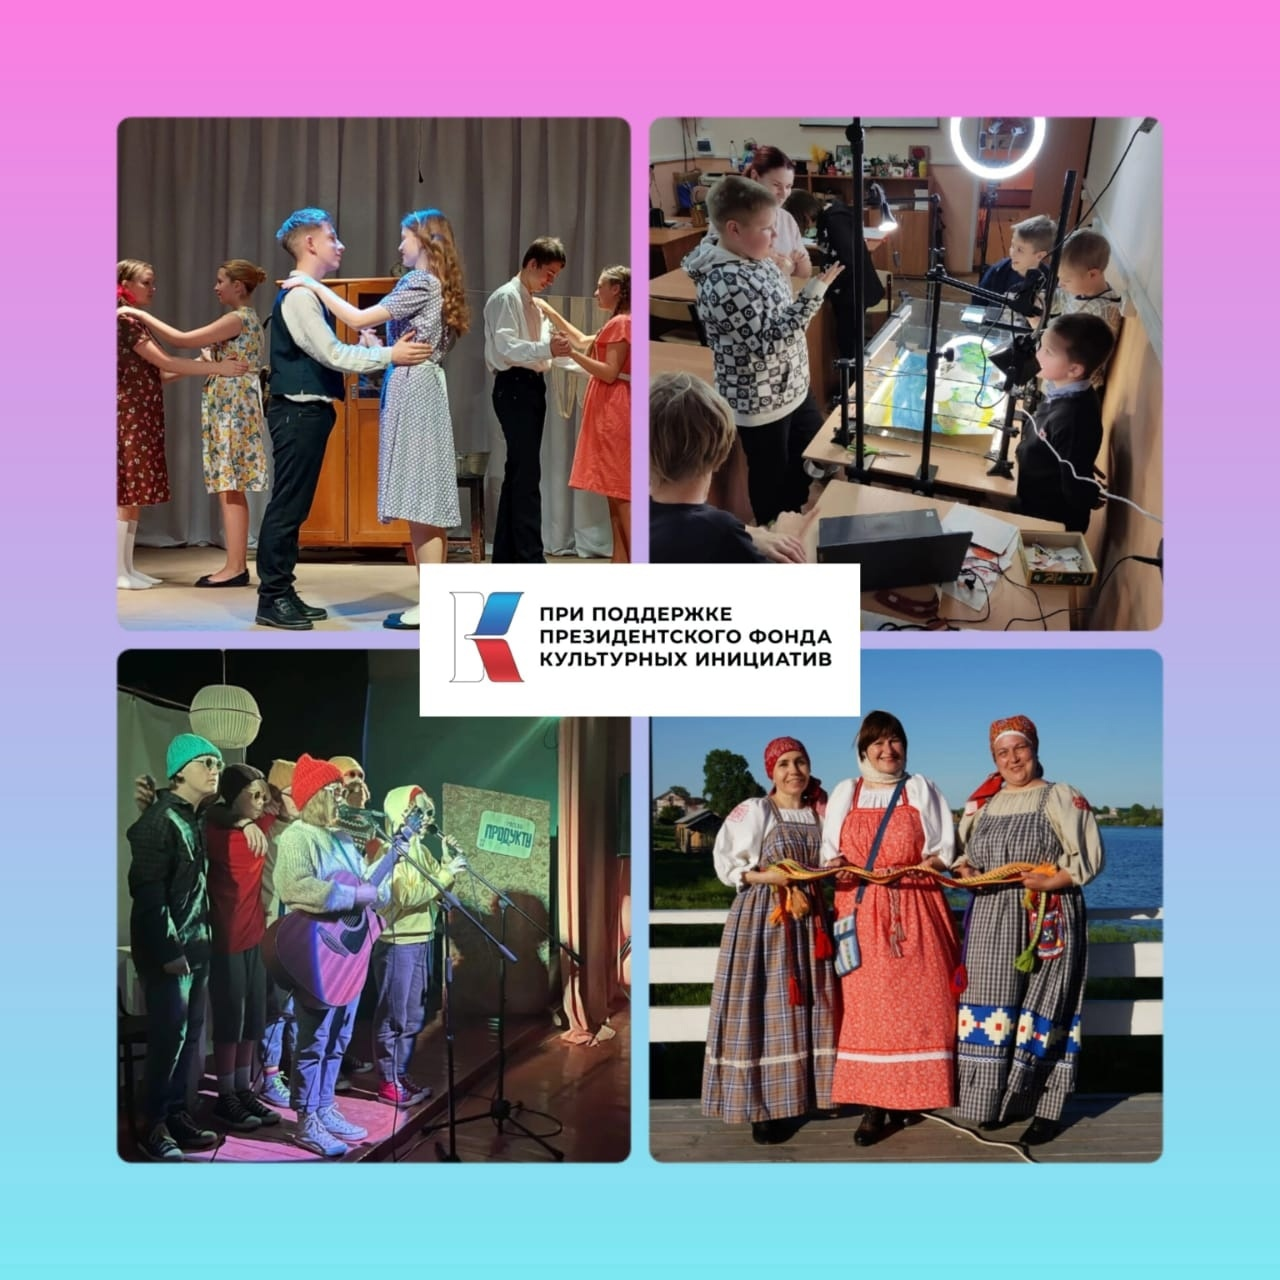 ПРИ ПОДДЕРЖКЕ
ПРЕЗИДЕНТСКОГО ФОНДА
КУЛЬТУРНЫХ ИНИЦИАТИВ
ПРОДУКТЫ